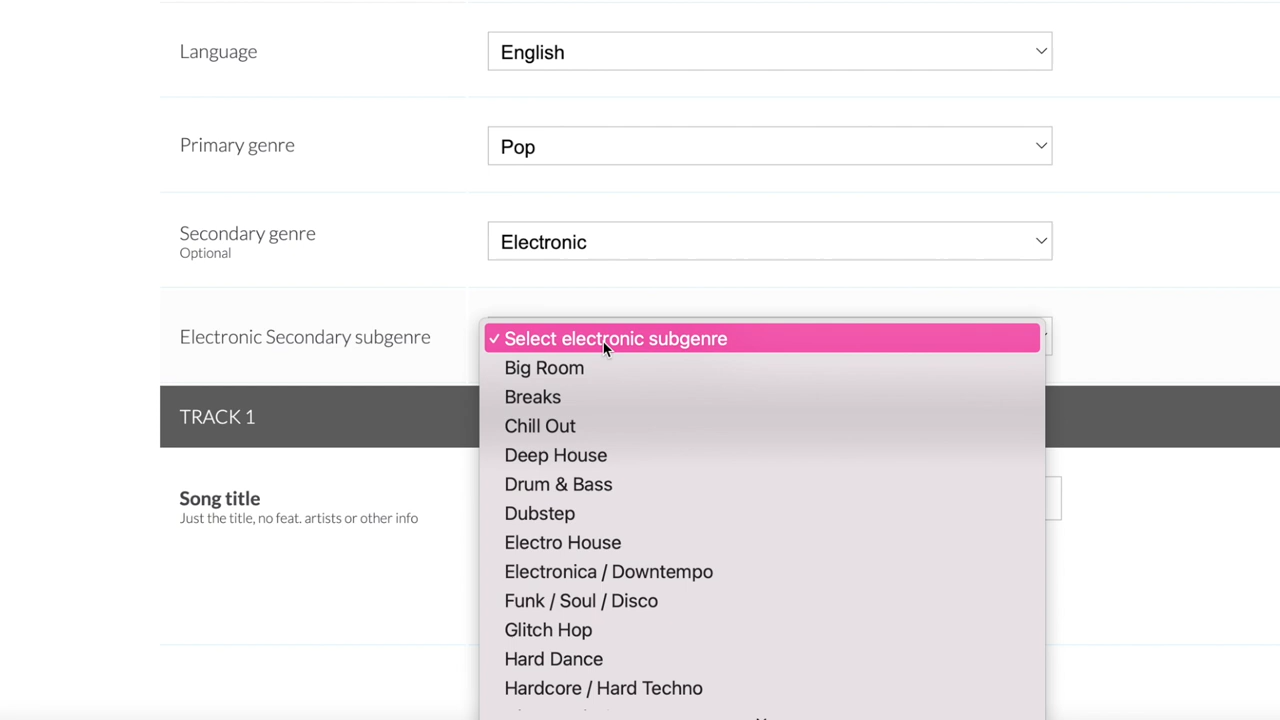 Language
English
Primary genre
Pop
Secondary genre
Optional
Electronic
Electronic Secondary subgenre
✓ Select electronic subgenre
Big Room
Breaks
Chill Out
Deep House
Drum & Bass
Dubstep
Electro House
Electronica / Downtempo
Funk / Soul / Disco
Glitch Hop
Hard Dance
Hardcore / Hard Techno
TRACK 1
Song title
Just the title, no feat. artists or other info